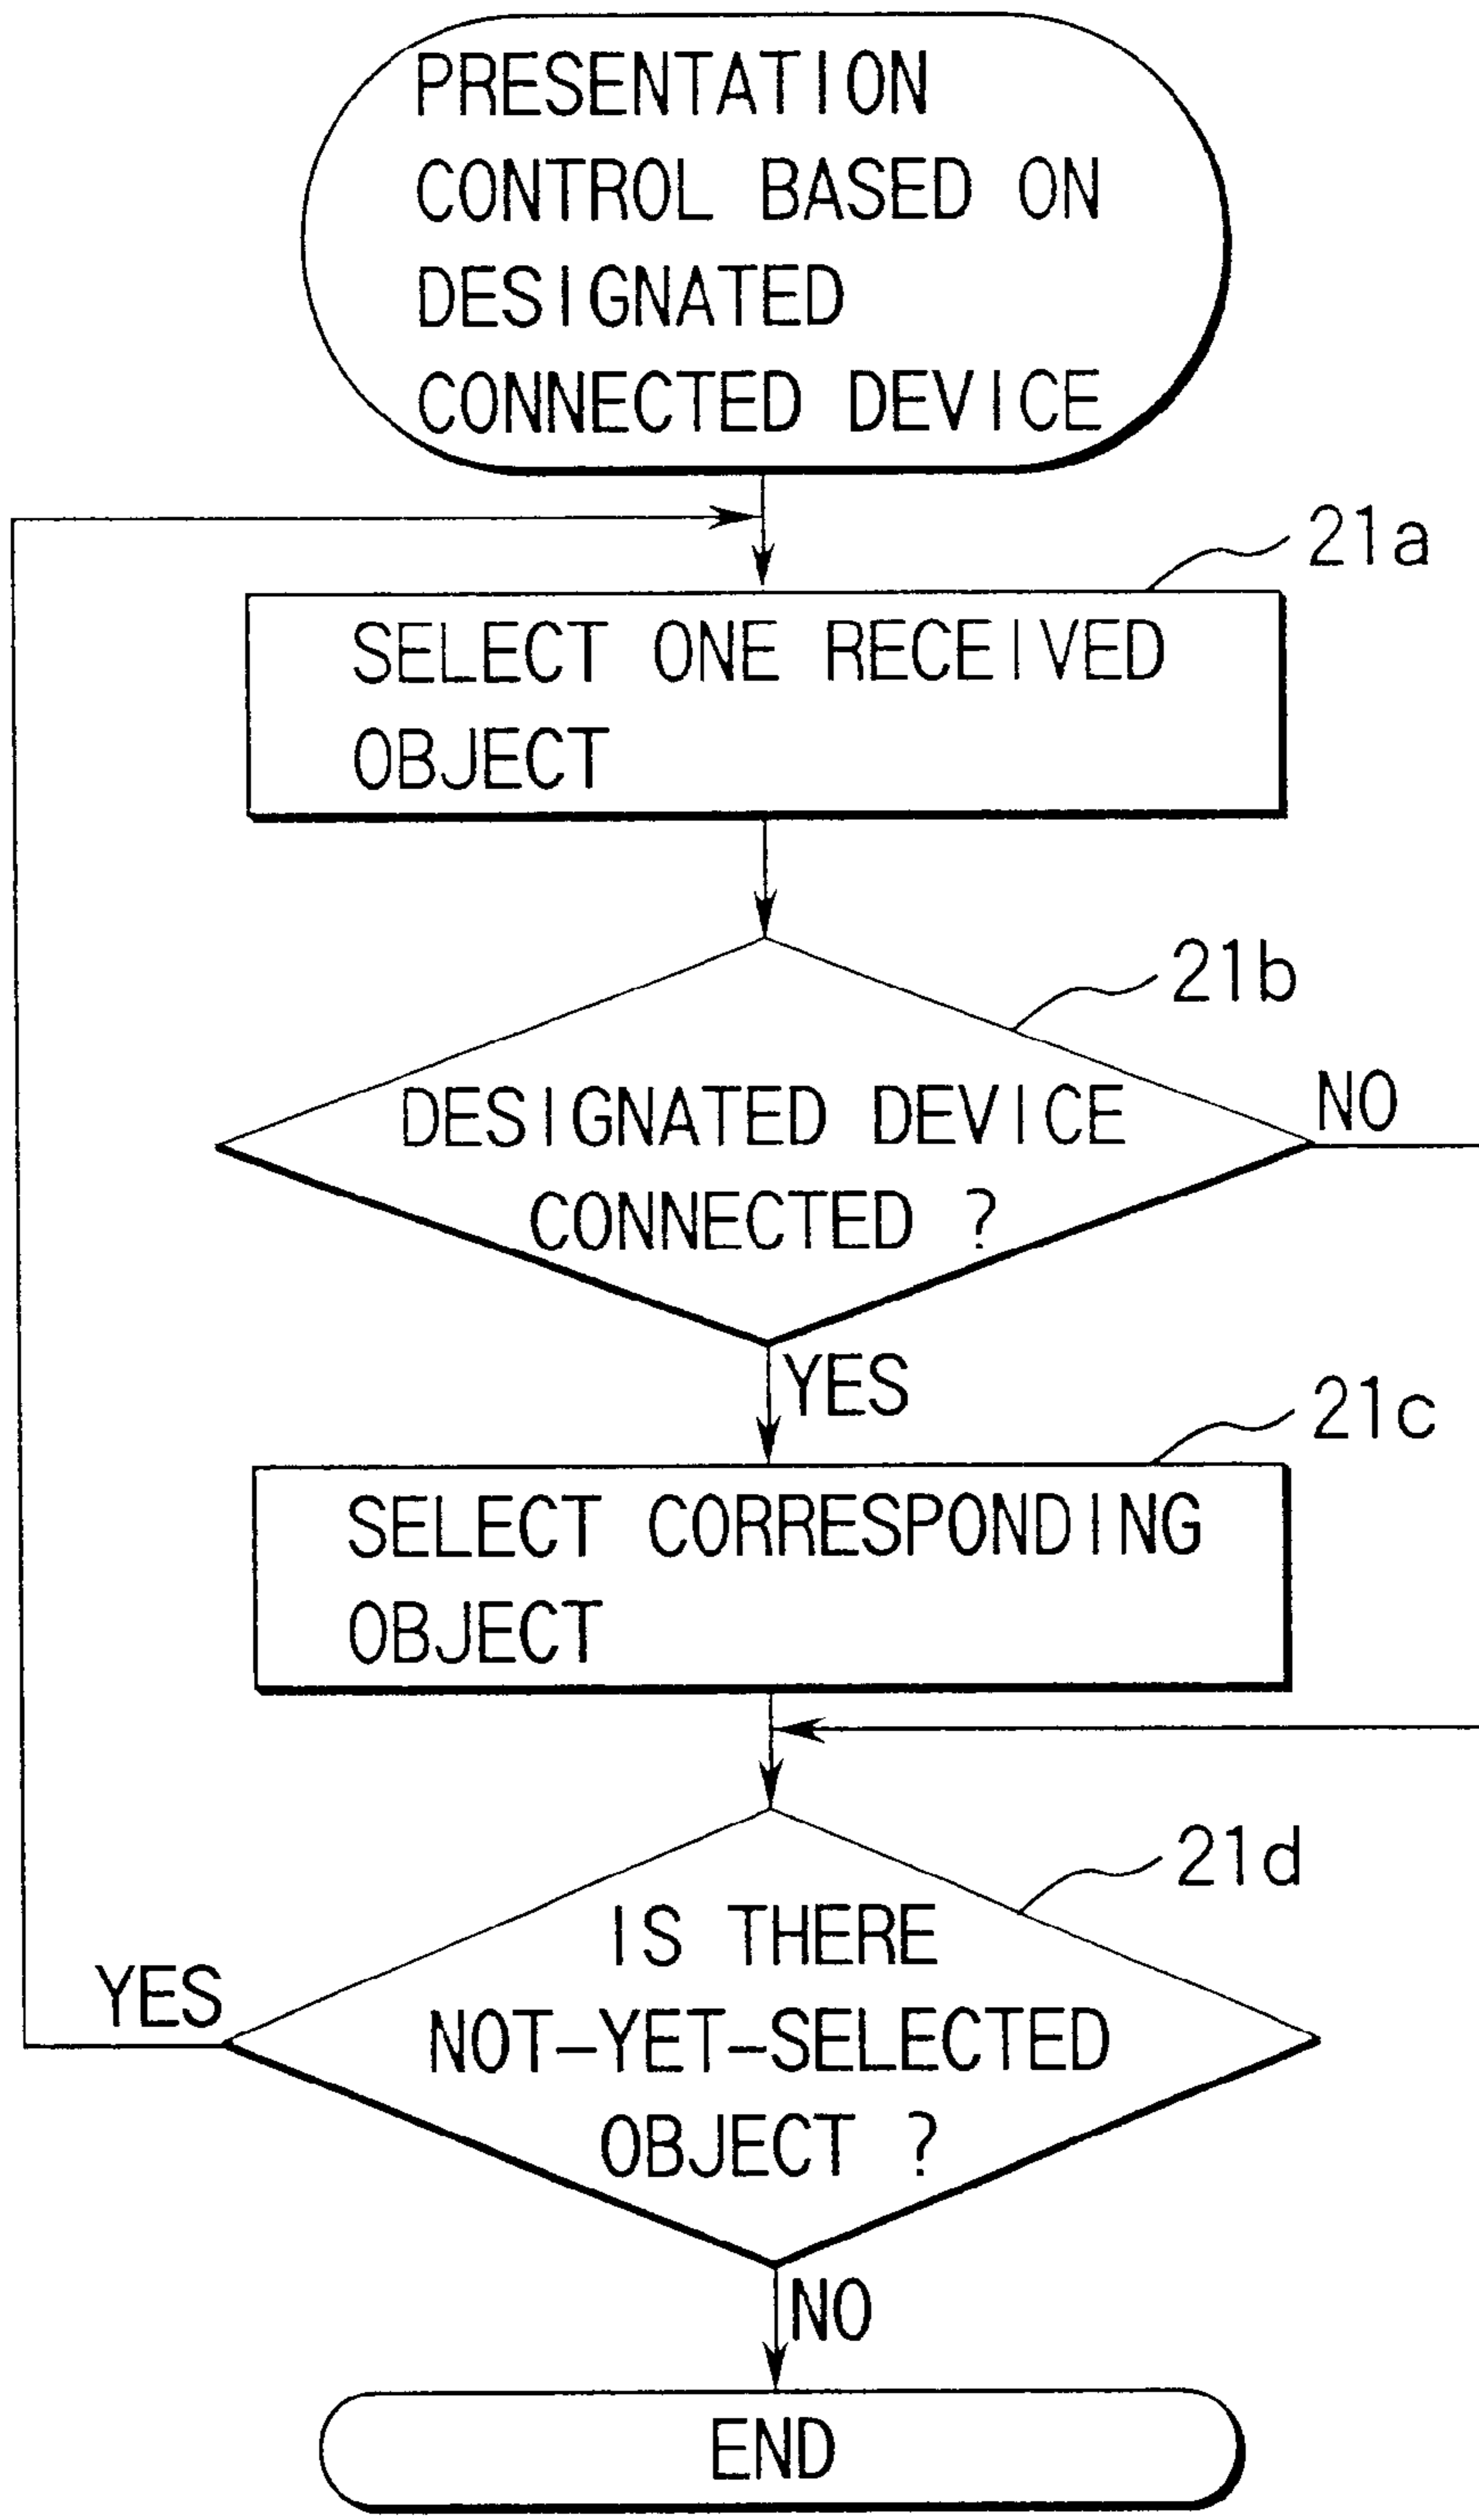 PRESENTATION
CONTROL BASED ON
DESIGNATED
CONNECTED DEVICE
21a
SELECT ONE RECEIVED
OBJECT
21b
DESIGNATED DEVICE
CONNECTED ?
NO
YES
21c
SELECT CORRESPONDING
OBJECT
21d
IS THERE
NOT-YET-SELECTED
OBJECT ?
YES
NO
END